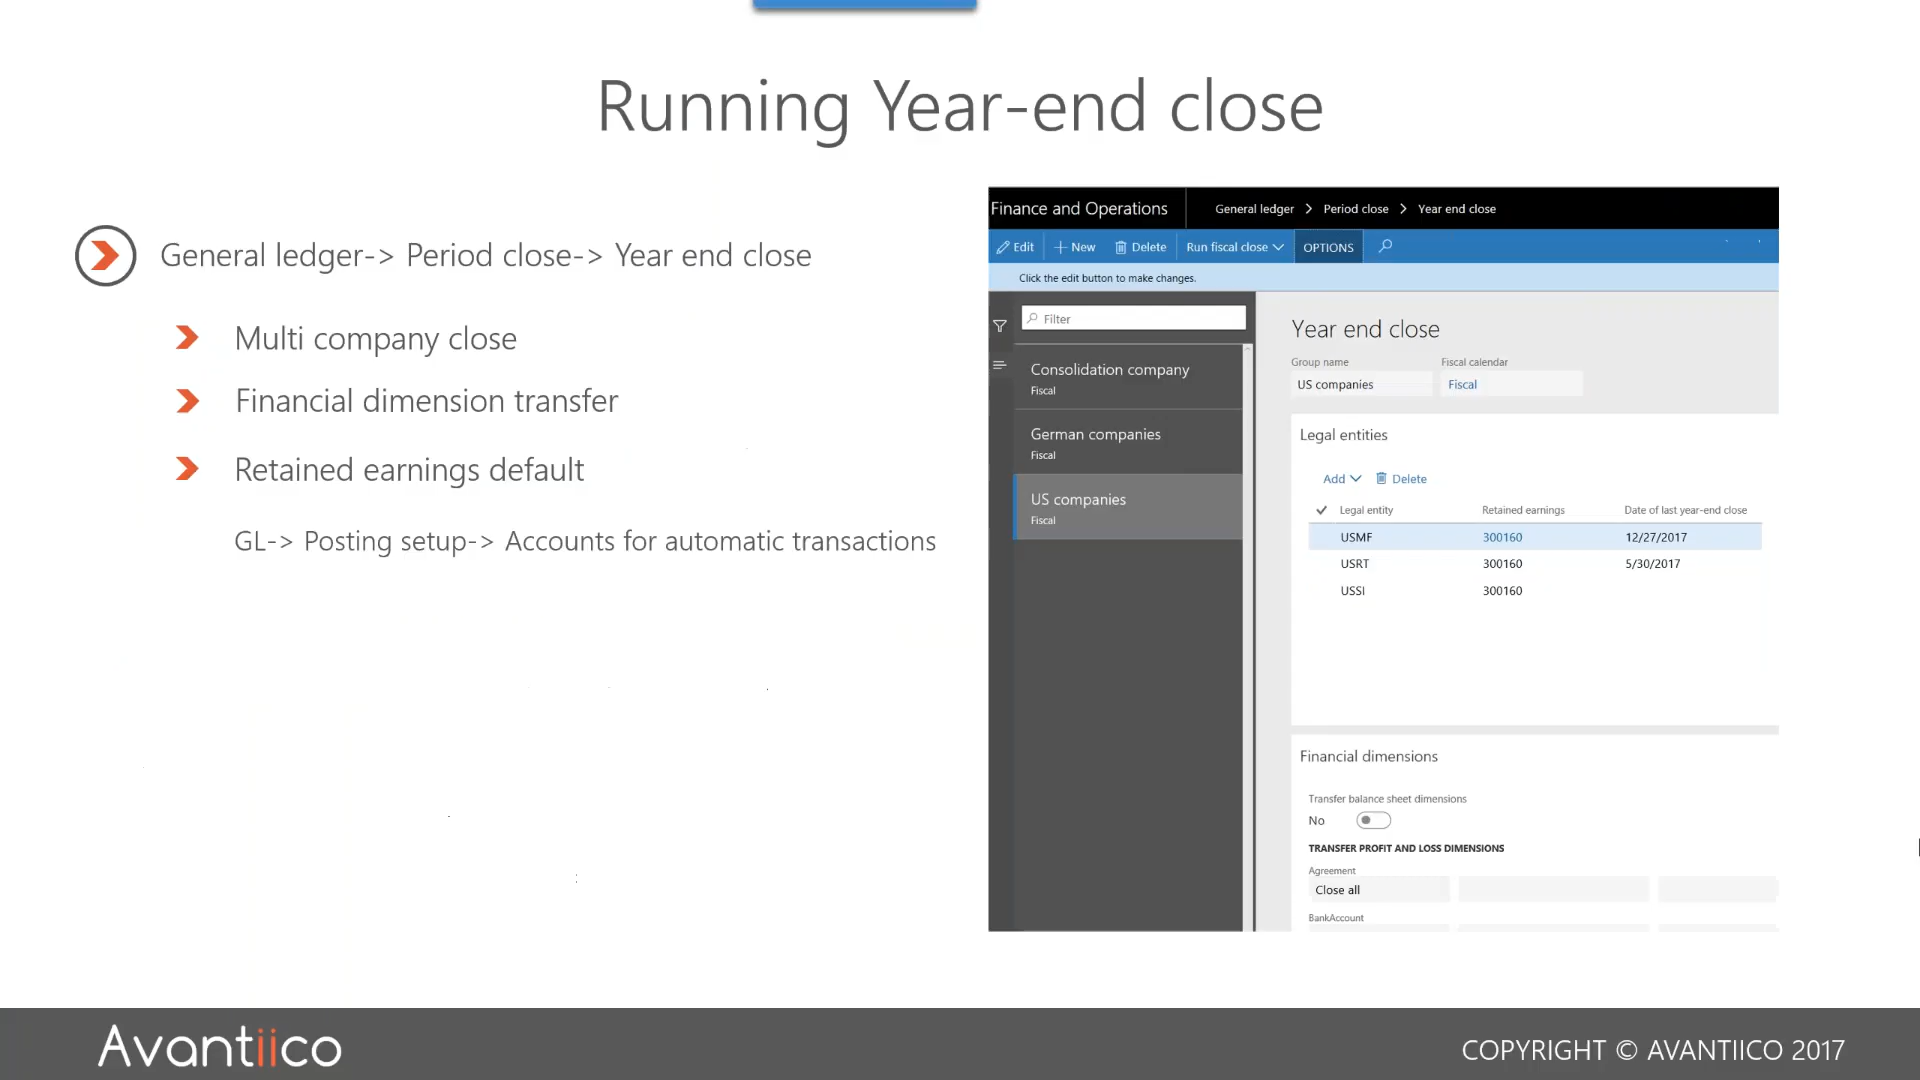 Running Year-end close
General ledger-> Period close-> Year end close
Multi company close
Financial dimension transfer
Retained earnings default
GL-> Posting setup-> Accounts for automatic transactions
Finance and Operations
General ledger > Period close > Year end close
Edit New Delete Run fiscal close OPTIONS
Click the edit button to make changes.
Filter
Consolidation company
Fiscal
German companies
Fiscal
US companies
Fiscal
Year end close
Group name Fiscal calendar
US companies Fiscal
Legal entities
Add Delete
Legal entity Retained earnings Date of last year-end close
USMF 300160 12/27/2017
USRT 300160 5/30/2017
USSI 300160
Financial dimensions
Transfer balance sheet dimensions
No
TRANSFER PROFIT AND LOSS DIMENSIONS
Agreement
Close all
BankAccount
Avantiico
COPYRIGHT © AVANTIICO 2017